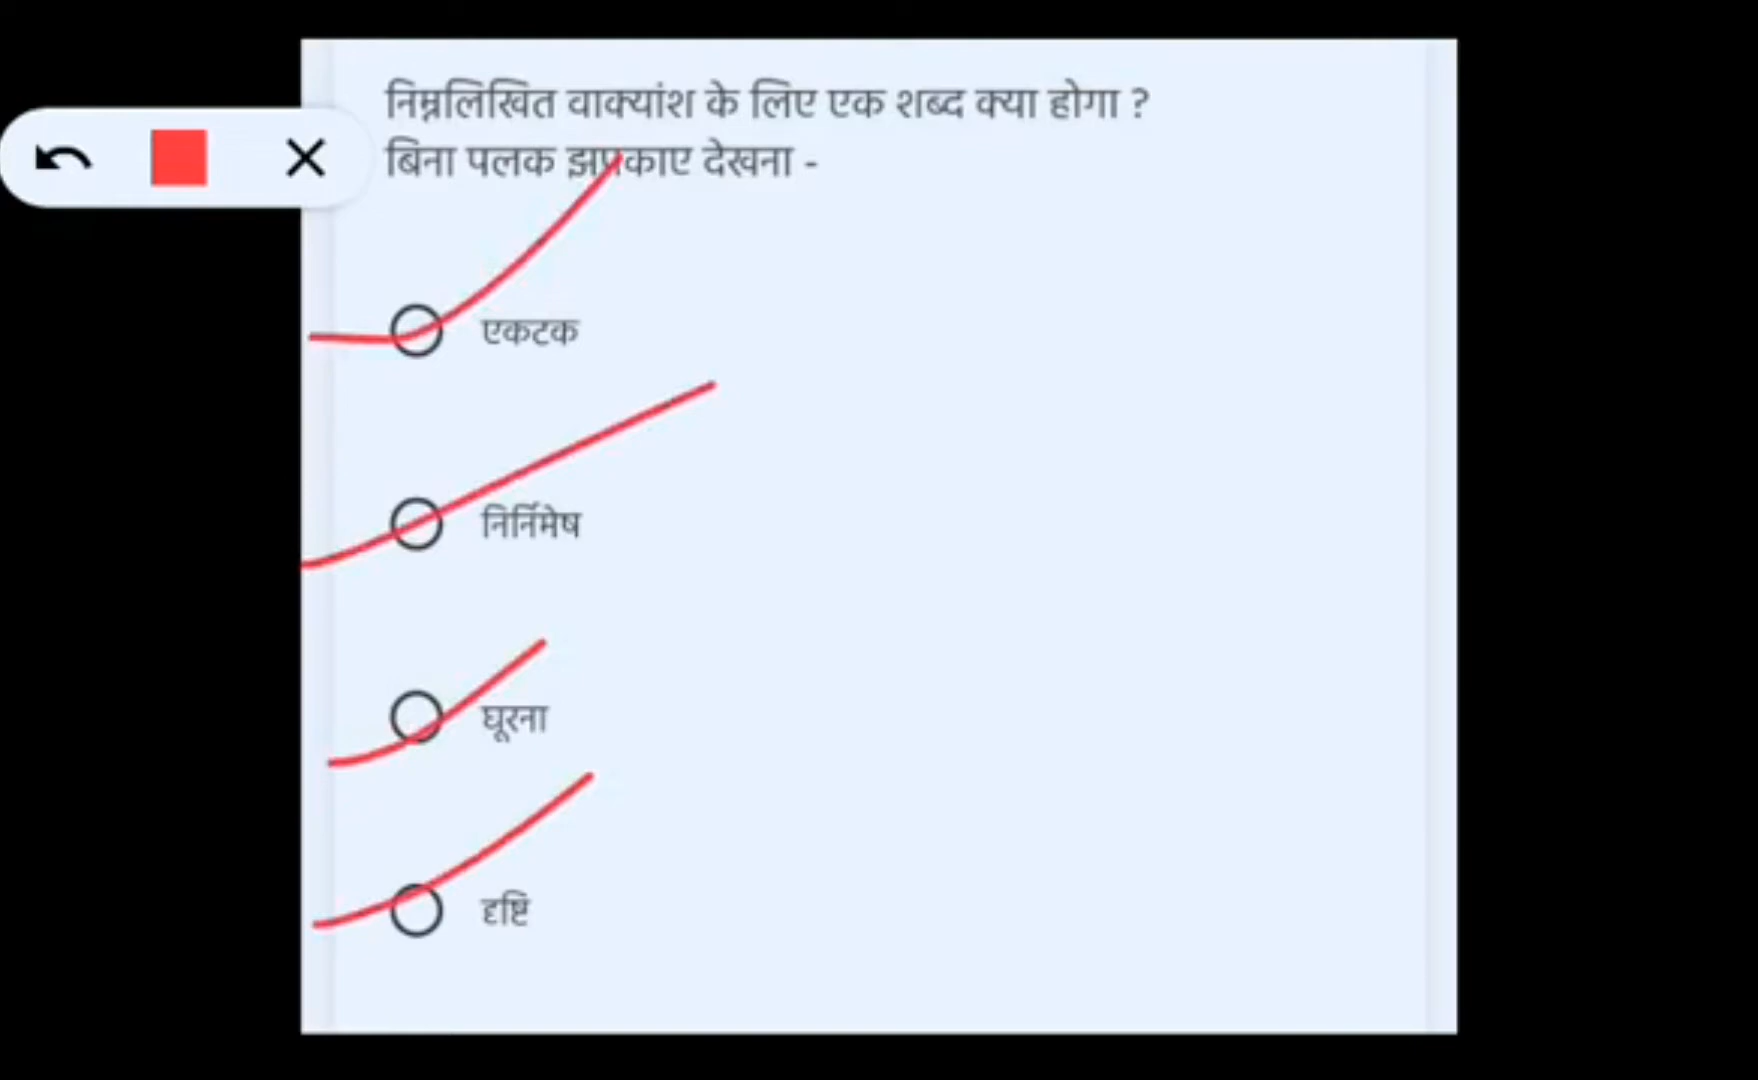 निम्नलिखित वाक्यांश के लिए एक शब्द क्या होगा ?
बिना पलक झपकाए देखना -
एकटक
निर्निमेष
घूरना
दृष्टि